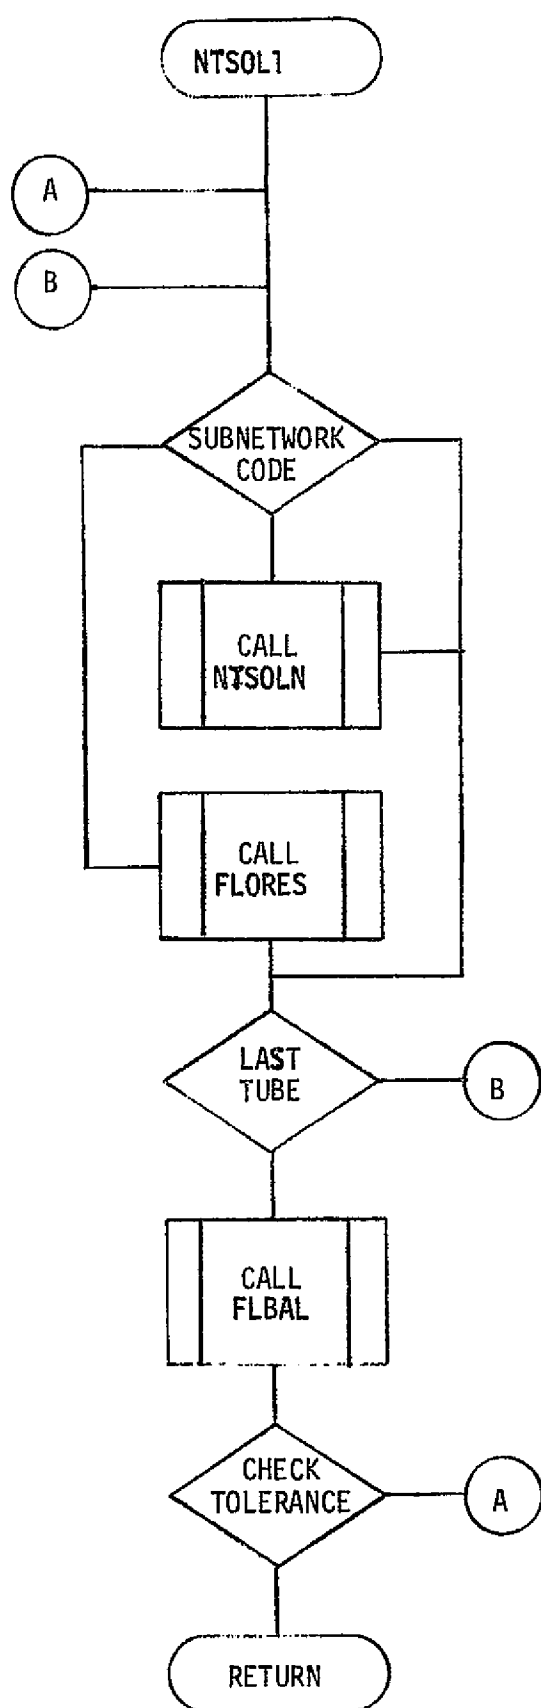 NTSOL1
A
B
SUBNETWORK
CODE
CALL
NTSOLN
CALL
FLORES
LAST
TUBE
B
CALL
FLBAL
CHECK
TOLERANCE
A
RETURN